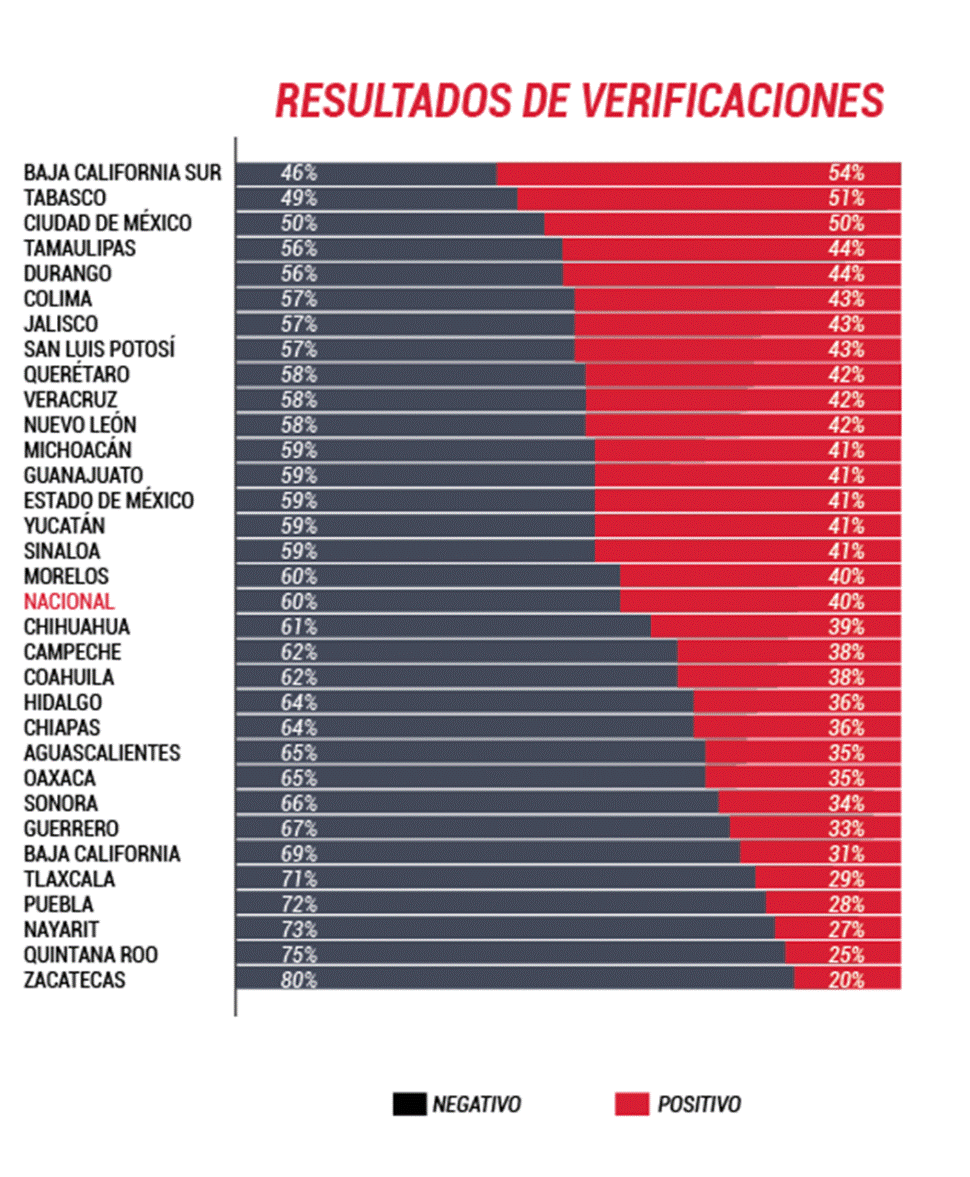 RESULTADOS DE VERIFICACIONES
BAJA CALIFORNIA SUR 46% 54%
TABASCO 49% 51%
CIUDAD DE MÉXICO 50% 50%
TAMAULIPAS 56% 44%
DURANGO 56% 44%
COLIMA 57% 43%
JALISCO 57% 43%
SAN LUIS POTOSÍ 57% 43%
QUERÉTARO 58% 42%
VERACRUZ 58% 42%
NUEVO LEÓN 58% 42%
MICHOACÁN 59% 41%
GUANAJUATO 59% 41%
ESTADO DE MÉXICO 59% 41%
YUCATÁN 59% 41%
SINALOA 59% 41%
MORELOS 60% 40%
NACIONAL 60% 40%
CHIHUAHUA 61% 39%
CAMPECHE 62% 38%
COAHUILA 62% 38%
HIDALGO 64% 36%
CHIAPAS 64% 36%
AGUASCALIENTES 65% 35%
OAXACA 65% 35%
SONORA 66% 34%
GUERRERO 67% 33%
BAJA CALIFORNIA 69% 31%
TLAXCALA 71% 29%
PUEBLA 72% 28%
NAYARIT 73% 27%
QUINTANA ROO 75% 25%
ZACATECAS 80% 20%
NEGATIVO POSITIVO